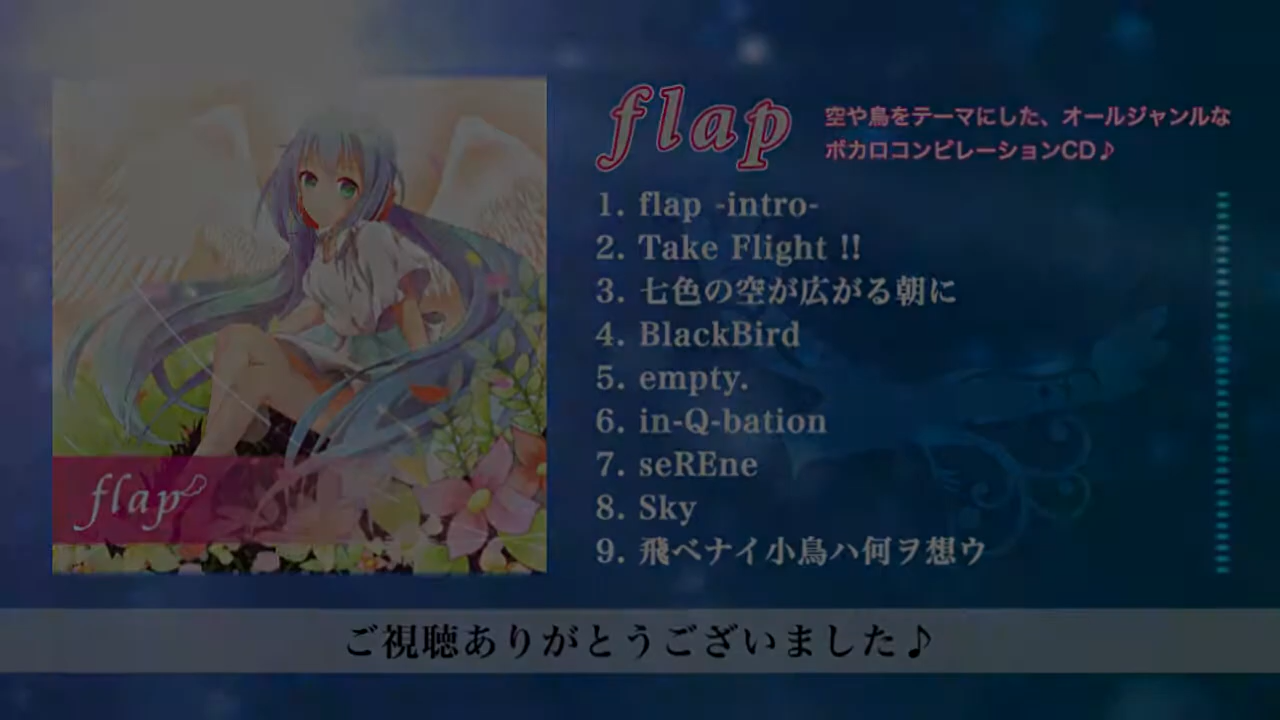 flap
flap
空や鳥をテーマにした、オールジャンルな
ボカロコンピレーションCD♪
1. flap -intro-
2. Take Flight !!
3. 七色の空が広がる朝に
4. BlackBird
5. empty.
6. in-Q-bation
7. seREne
8. Sky
9. 飛ベナイ小鳥ハ何ヲ想ウ
ご視聴ありがとうございました♪